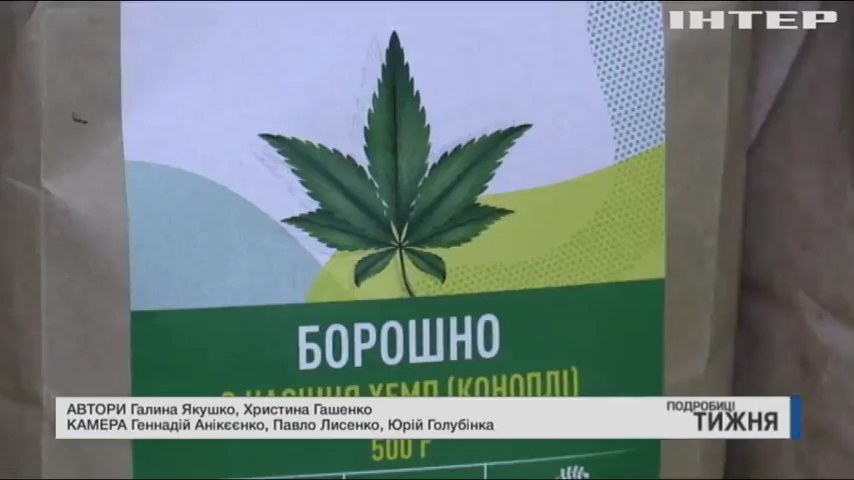 ІНТЕР
БОРОШНО
З НАСІННЯ ХЕМП (КОНОПЛІ)
АВТОРИ Галина Якушко, Христина Гашенко
КАМЕРА Геннадій Анікєєнко, Павло Лисенко, Юрій Голубінка
ПОДРОБИЦІ
ТИЖНЯ
500 г